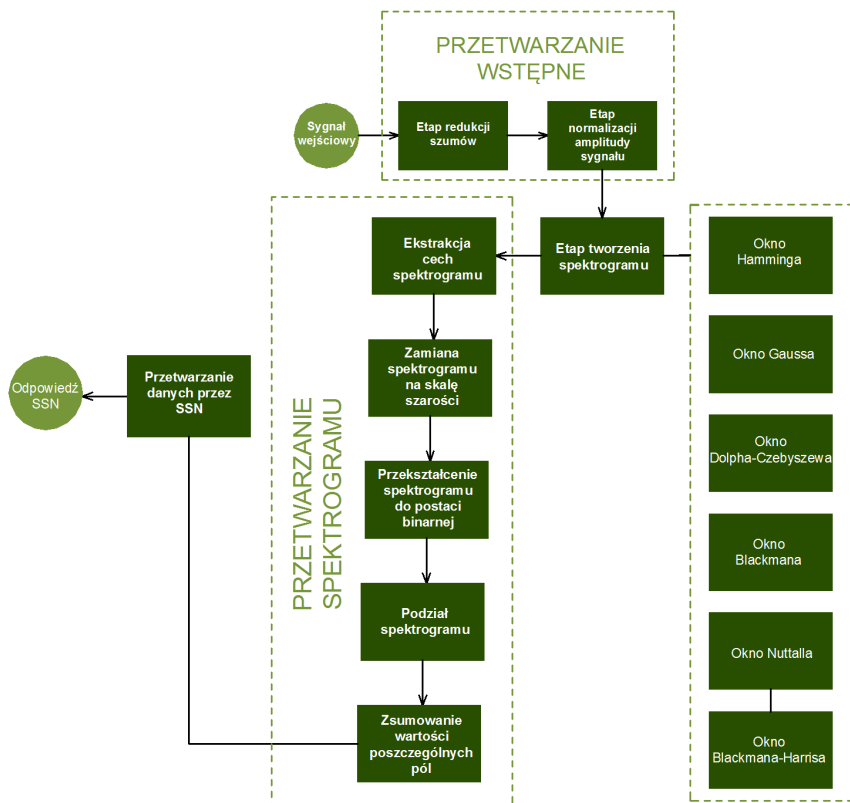 PRZETWARZANIE
WSTĘPNE
Sygnał
wejściowy
Etap redukcji
szumów
Etap
normalizacji
amplitudy
sygnału
Etap tworzenia
spektrogramu
Okno
Hamminga
Okno Gaussa
Okno
Dolpha-Czebyszewa
Okno
Blackmana
Okno Nuttalla
Okno
Blackmana-Harrisa
PRZETWARZANIE
SPEKTROGRAMU
Ekstrakcja
cech
spektrogramu
Zamiana
spektrogramu
na skalę
szarości
Przekształcenie
spektrogramu
do postaci
binarnej
Podział
spektrogramu
Zsumowanie
wartości
poszczególnych
pól
Przetwarzanie
danych przez
SSN
Odpowiedź
SSN